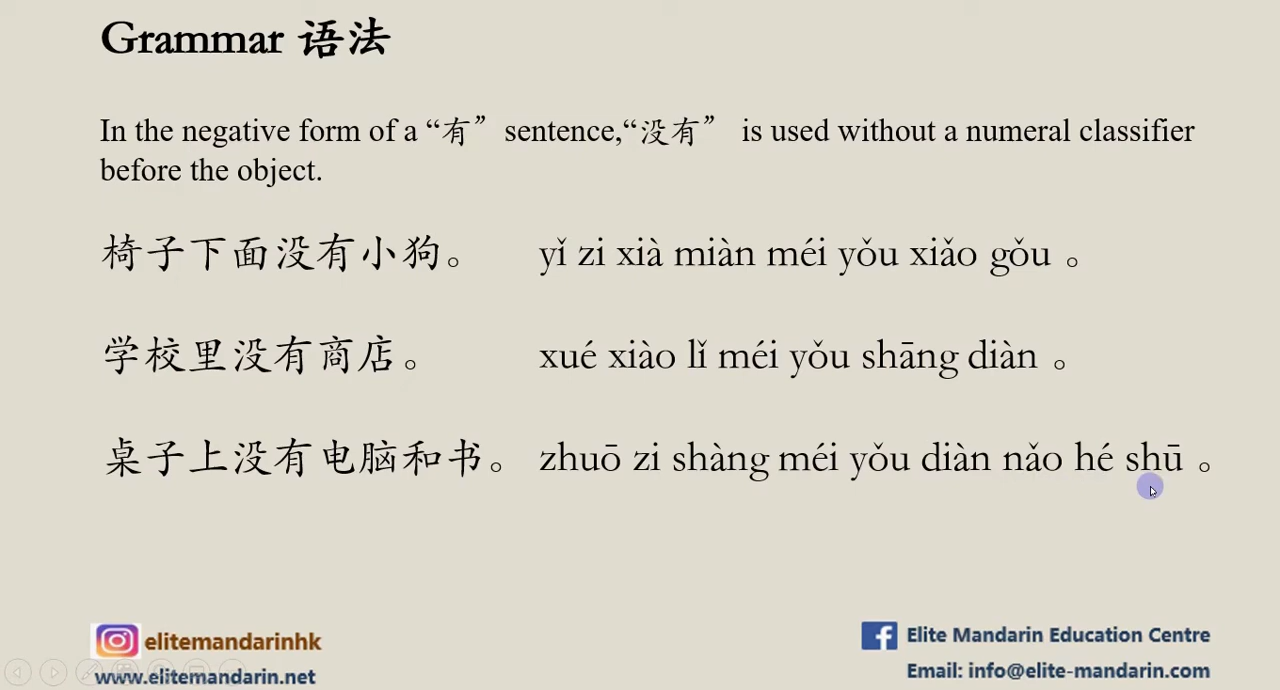 Grammar 语法
In the negative form of a “有” sentence,“没有” is used without a numeral classifier
before the object.
椅子下面没有小狗。 yǐ zi xià miàn méi yǒu xiǎo gǒu 。
学校里没有商店。 xué xiào lǐ méi yǒu shāng diàn 。
桌子上没有电脑和书。 zhuō zi shàng méi yǒu diàn nǎo hé shū 。
elitemandarinhk
www.elitemandarin.net
Elite Mandarin Education Centre
Email: info@elite-mandarin.com